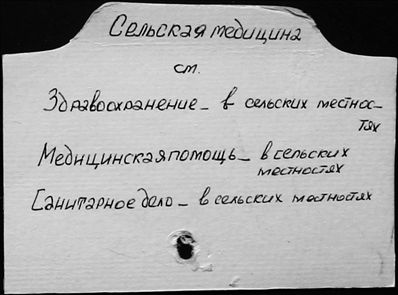 Сельская медицина
см.
Здравоохранение – в сельских местнос-
тях
Медицинская помощь – в сельских
местностях
Санитарное дело – в сельских местностях